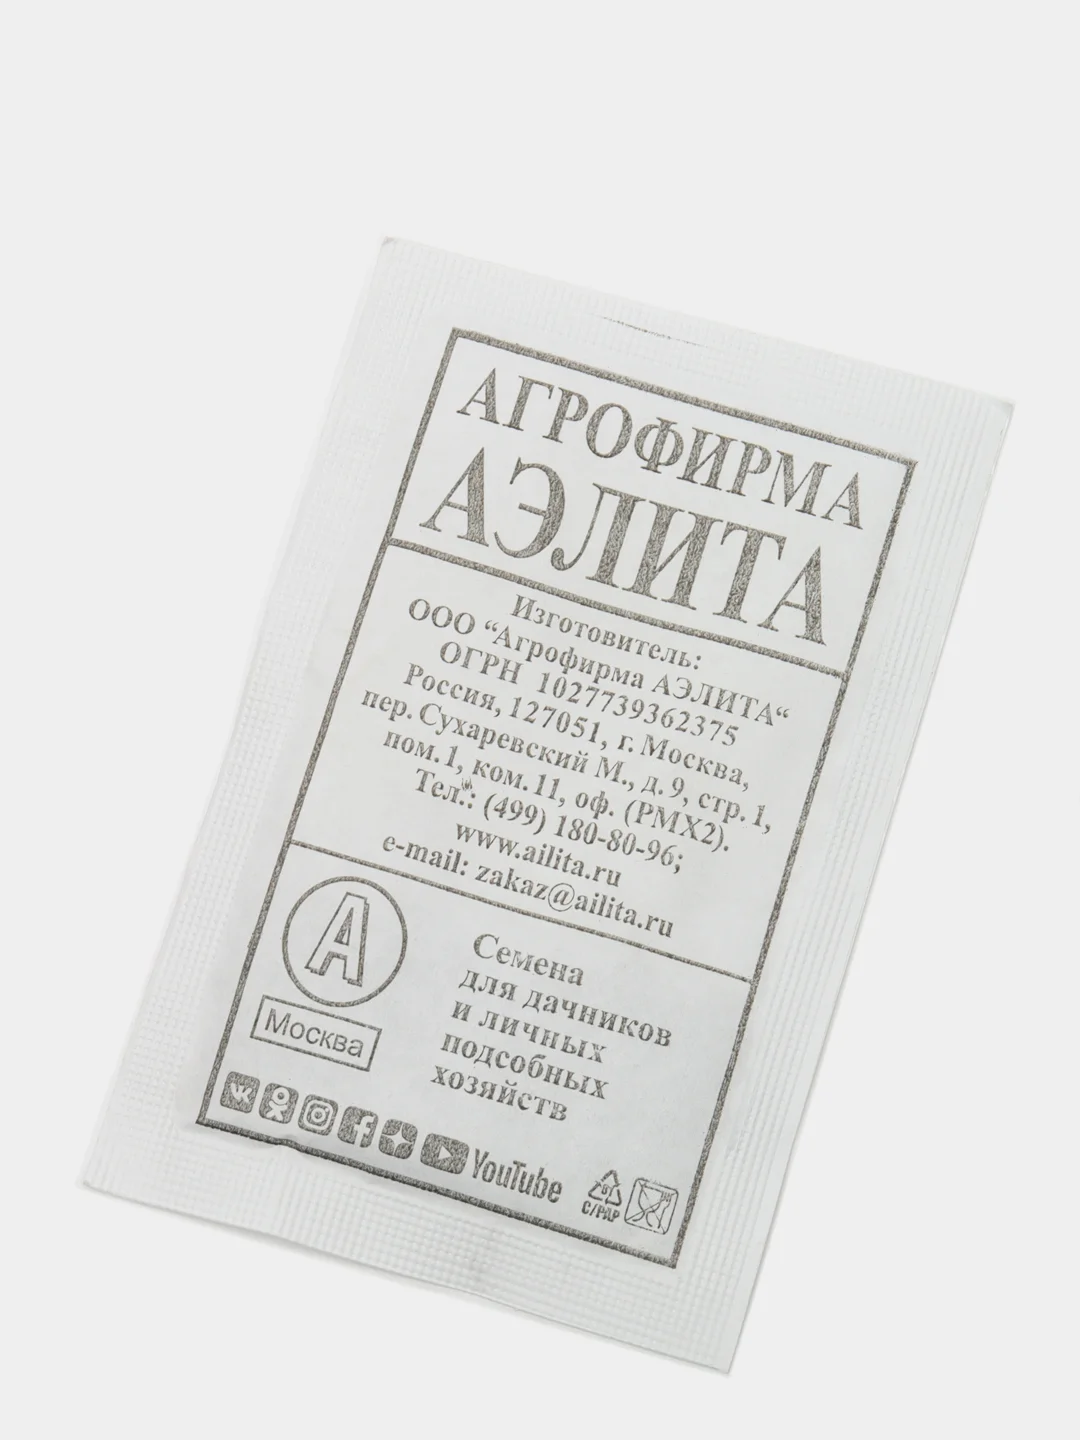 АГРОФИРМА
АЭЛИТА
Изготовитель:
ООО “Агрофирма АЭЛИТА“
ОГРН 1027739362375
Россия, 127051, г. Москва,
пер. Сухаревский М., д. 9, стр. 1,
пом. 1, ком. 11, оф. (РМХ2).
Тел.: (499) 180-80-96;
www.ailita.ru
e-mail: zakaz@ailita.ru
А
Москва
Семена
для дачников
и личных
подсобных
хозяйств
YouTube
C/PAP